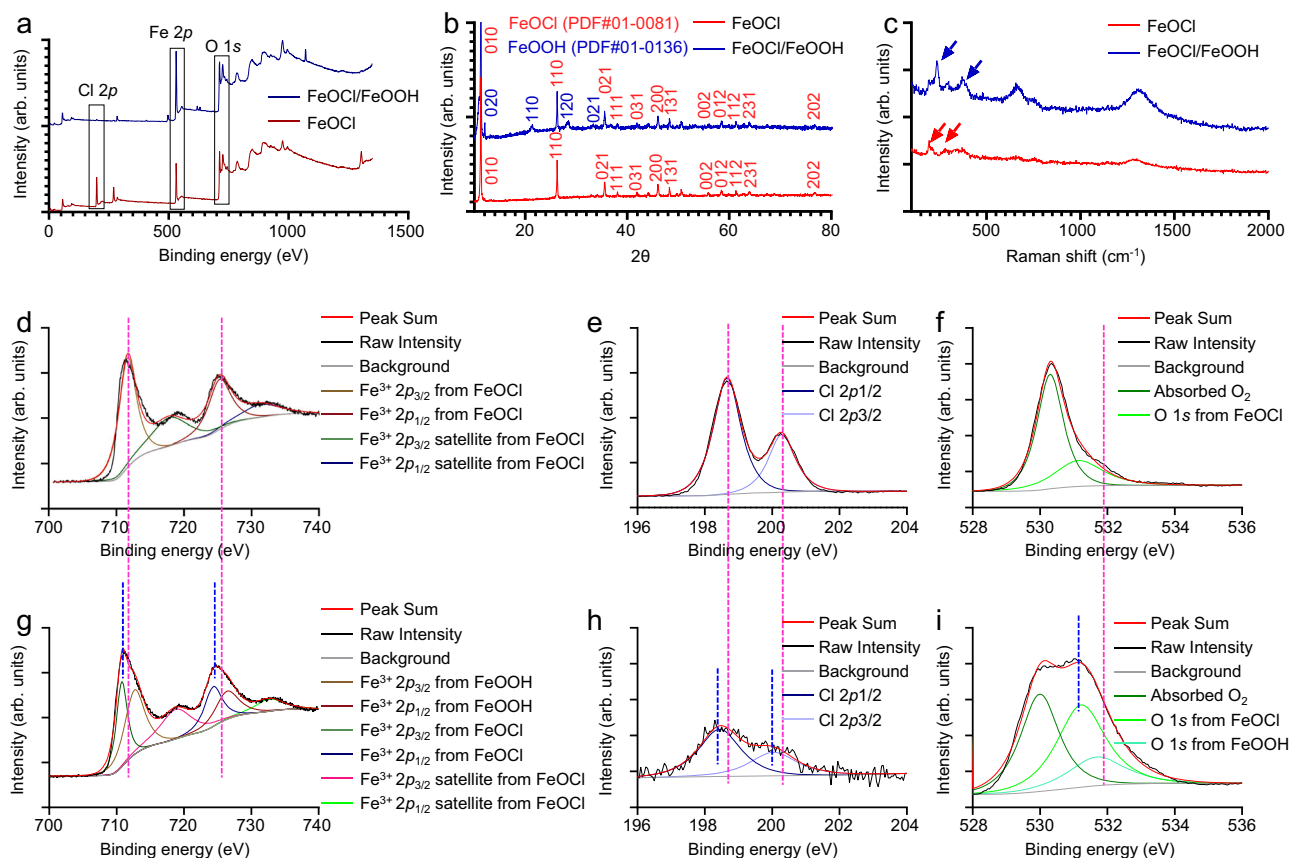 a
Fe 2p
O 1s
Cl 2p
FeOCl/FeOOH
FeOCl
Intensity (arb. units)
0 500 1000 1500
Binding energy (eV)
b
FeOCl (PDF#01-0081)
FeOCl
FeOOH (PDF#01-0136)
FeOCl/FeOOH
010
020
110
120
110
021
021
111
031
200
131
002
012
112
231
202
010
110
021
111
031
200
131
002
012
112
231
202
Intensity (arb. units)
20 40 60 80
2θ
c
FeOCl
FeOCl/FeOOH
Intensity (arb. units)
500 1000 1500 2000
Raman shift (cm⁻¹)
d
Peak Sum
Raw Intensity
Background
Fe³⁺ 2p₃/₂ from FeOCl
Fe³⁺ 2p₁/₂ from FeOCl
Fe³⁺ 2p₃/₂ satellite from FeOCl
Fe³⁺ 2p₁/₂ satellite from FeOCl
Intensity (arb. units)
700 710 720 730 740
Binding energy (eV)
e
Peak Sum
Raw Intensity
Background
Cl 2p1/2
Cl 2p3/2
Intensity (arb. units)
196 198 200 202 204
Binding energy (eV)
f
Peak Sum
Raw Intensity
Background
Absorbed O₂
O 1s from FeOCl
Intensity (arb. units)
528 530 532 534 536
Binding energy (eV)
g
Peak Sum
Raw Intensity
Background
Fe³⁺ 2p₃/₂ from FeOOH
Fe³⁺ 2p₁/₂ from FeOOH
Fe³⁺ 2p₃/₂ from FeOCl
Fe³⁺ 2p₁/₂ from FeOCl
Fe³⁺ 2p₃/₂ satellite from FeOCl
Fe³⁺ 2p₁/₂ satellite from FeOCl
Intensity (arb. units)
700 710 720 730 740
Binding energy (eV)
h
Peak Sum
Raw Intensity
Background
Cl 2p1/2
Cl 2p3/2
Intensity (arb. units)
196 198 200 202 204
Binding energy (eV)
i
Peak Sum
Raw Intensity
Background
Absorbed O₂
O 1s from FeOCl
O 1s from FeOOH
Intensity (arb. units)
528 530 532 534 536
Binding energy (eV)